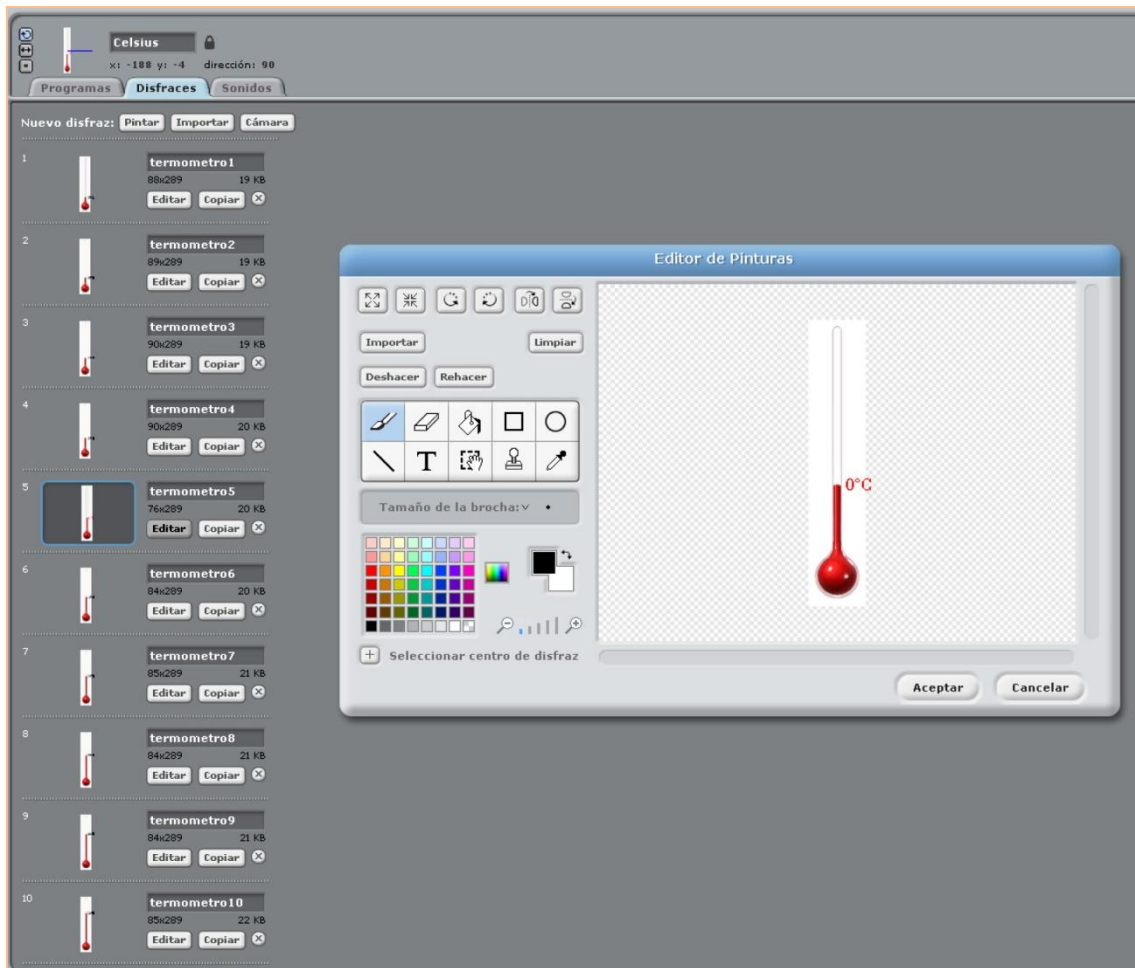 Celsius
x: -188 y: -4 dirección: 90
Programas Disfraces Sonidos
Nuevo disfraz: Pintar Importar Cámara
1
termometro1
88x289 19 KB
Editar Copiar
2
termometro2
89x289 19 KB
Editar Copiar
3
termometro3
90x289 19 KB
Editar Copiar
4
termometro4
90x289 20 KB
Editar Copiar
5
termometro5
76x289 20 KB
Editar Copiar
6
termometro6
84x289 20 KB
Editar Copiar
7
termometro7
85x289 21 KB
Editar Copiar
8
termometro8
84x289 21 KB
Editar Copiar
9
termometro9
84x289 21 KB
Editar Copiar
10
termometro10
85x289 22 KB
Editar Copiar
Editor de Pinturas
Importar Limpiar
Deshacer Rehacer
T
Tamaño de la brocha:
Seleccionar centro de disfraz
0°C
Aceptar Cancelar